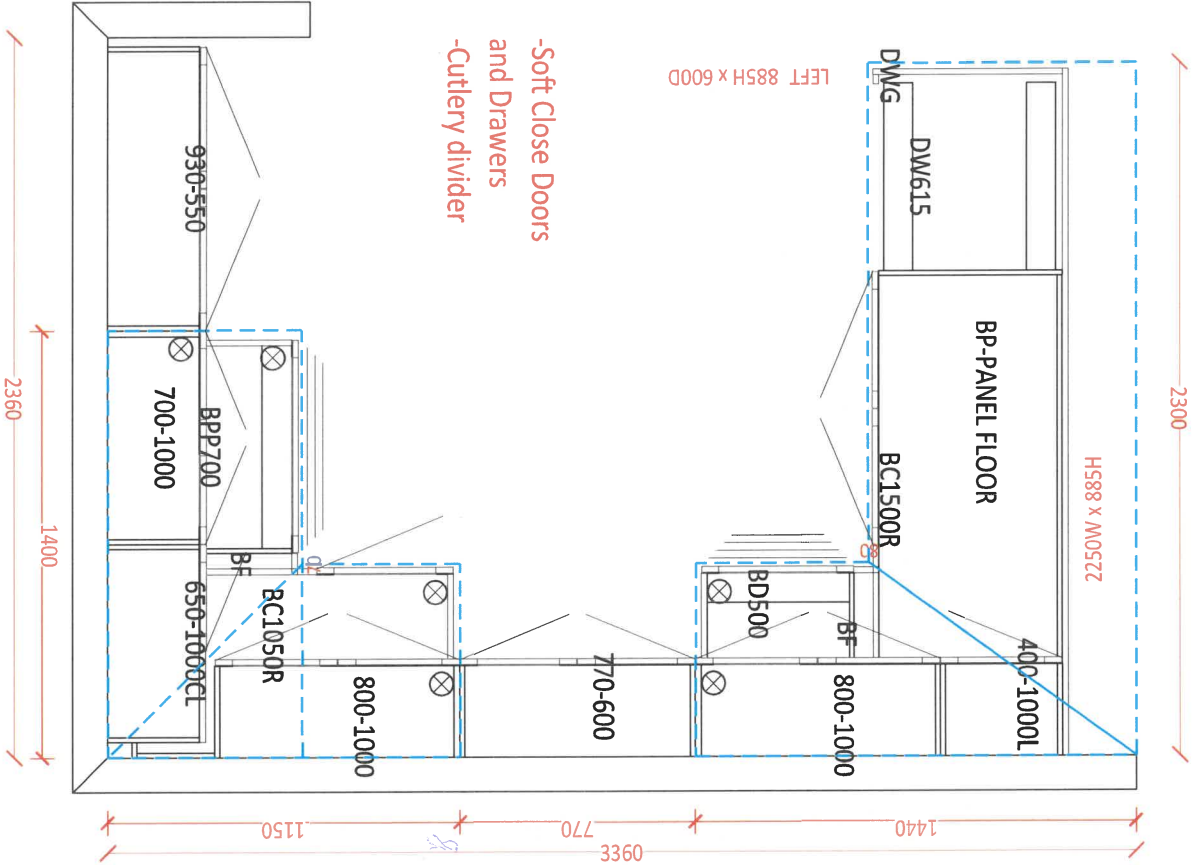 -Soft Close Doors
and Drawers
-Cutlery divider
LEFT 885H x 600D
DWG
DW615
BP-PANEL FLOOR
BC1500R
2250W x 885H
2300
80
930-550
700-1000
BPP700
BF
650-1000CL
BC1050R
800-1000
770-600
BD500
BF
800-1000
400-1000L
2360
1400
1150
770
1440
3360